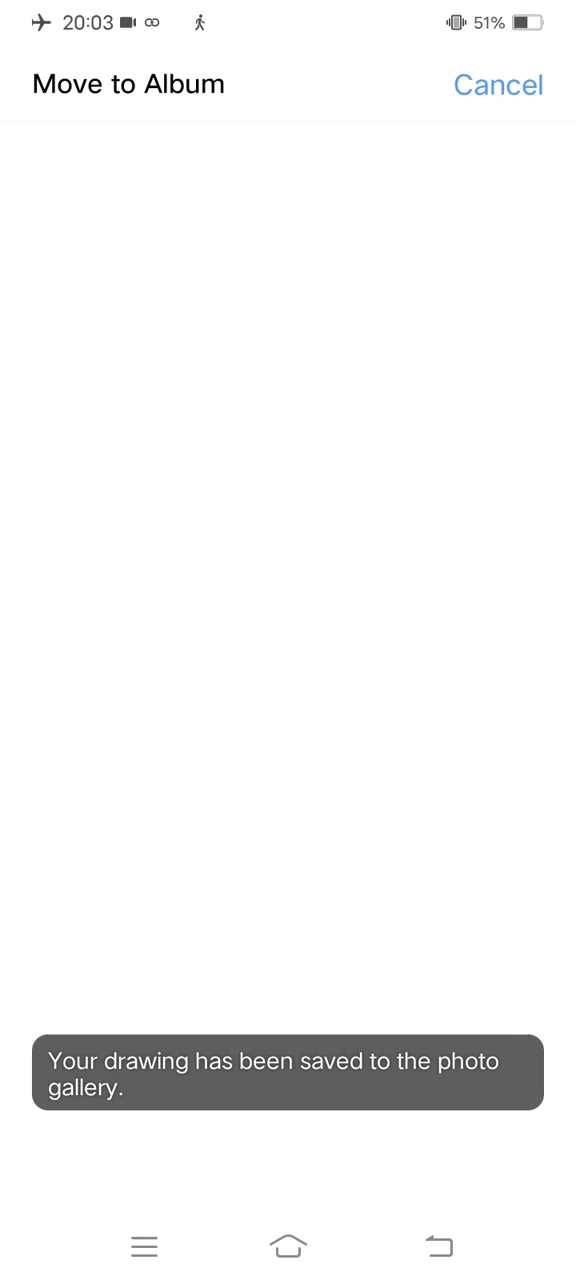 20:03
51%
Move to Album
Cancel
Your drawing has been saved to the photo
gallery.